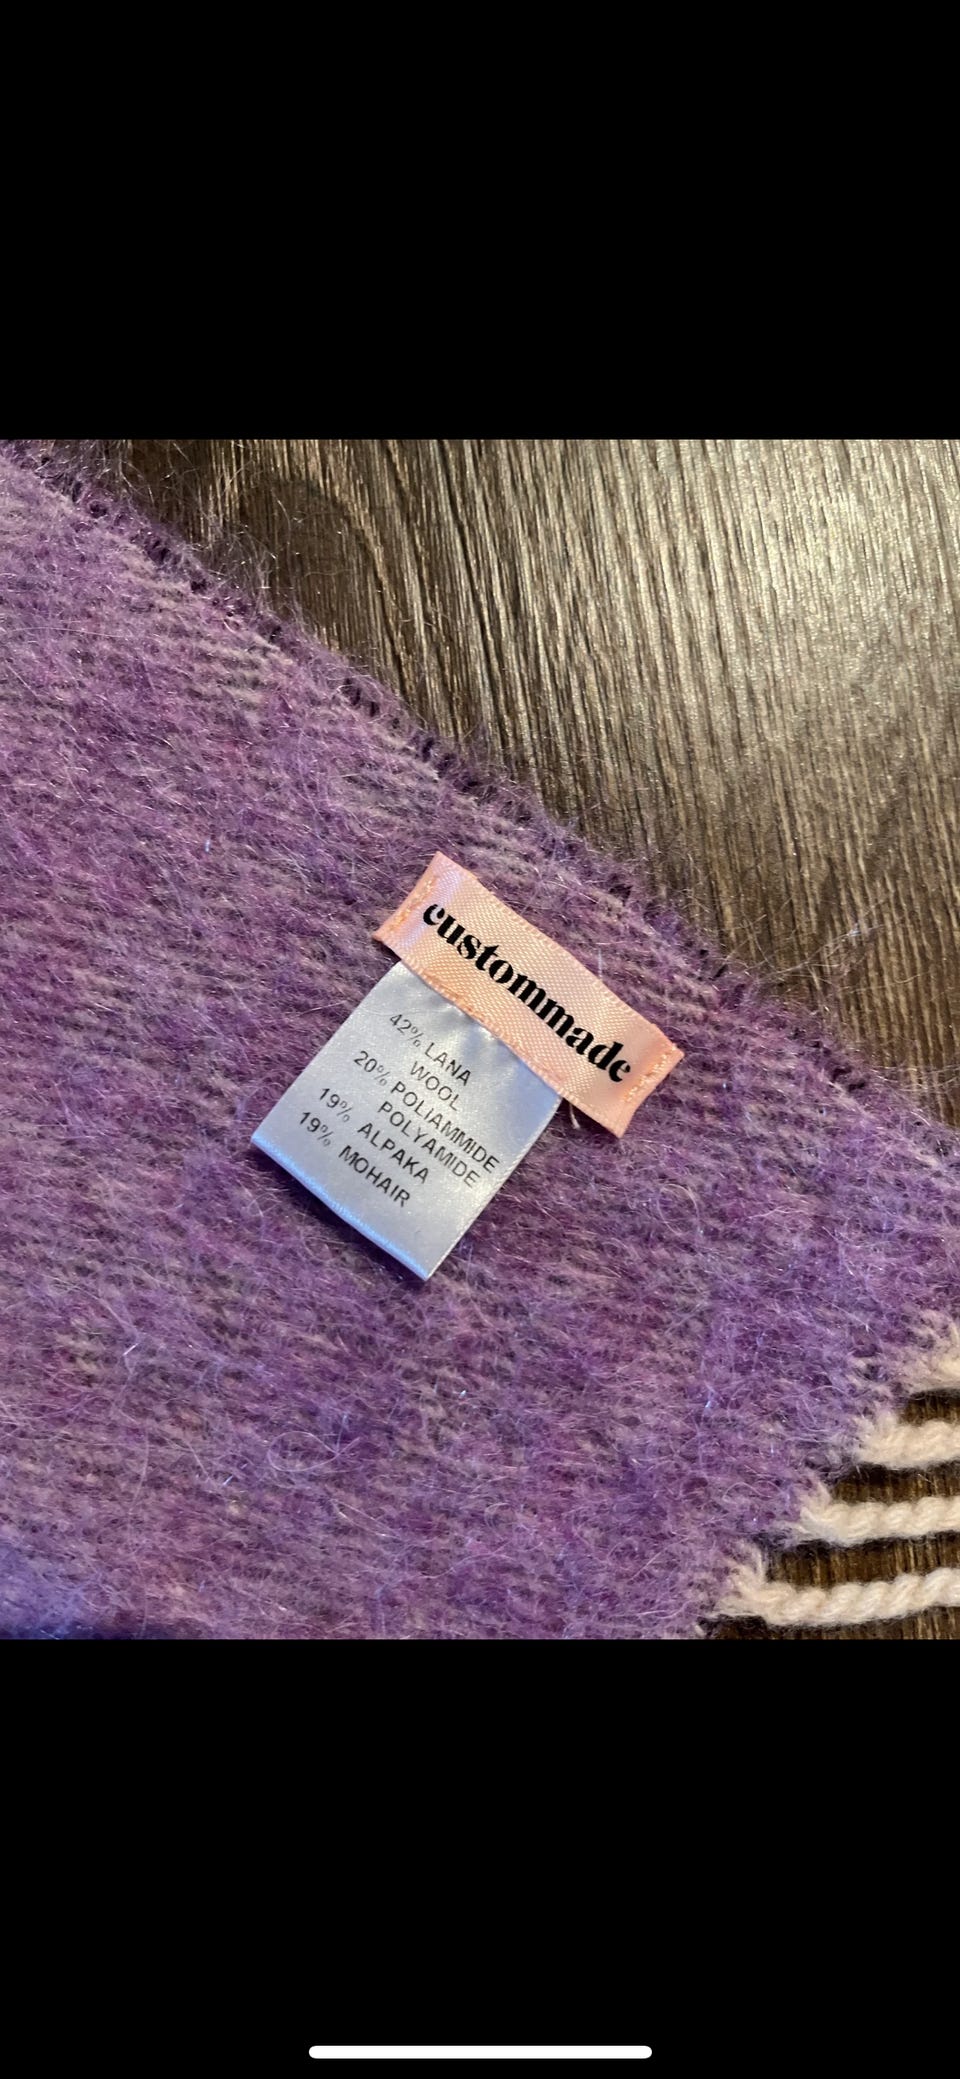 custommade
42% LANA
WOOL
20% POLIAMMIDE
POLYAMIDE
19% ALPAKA
19% MOHAIR